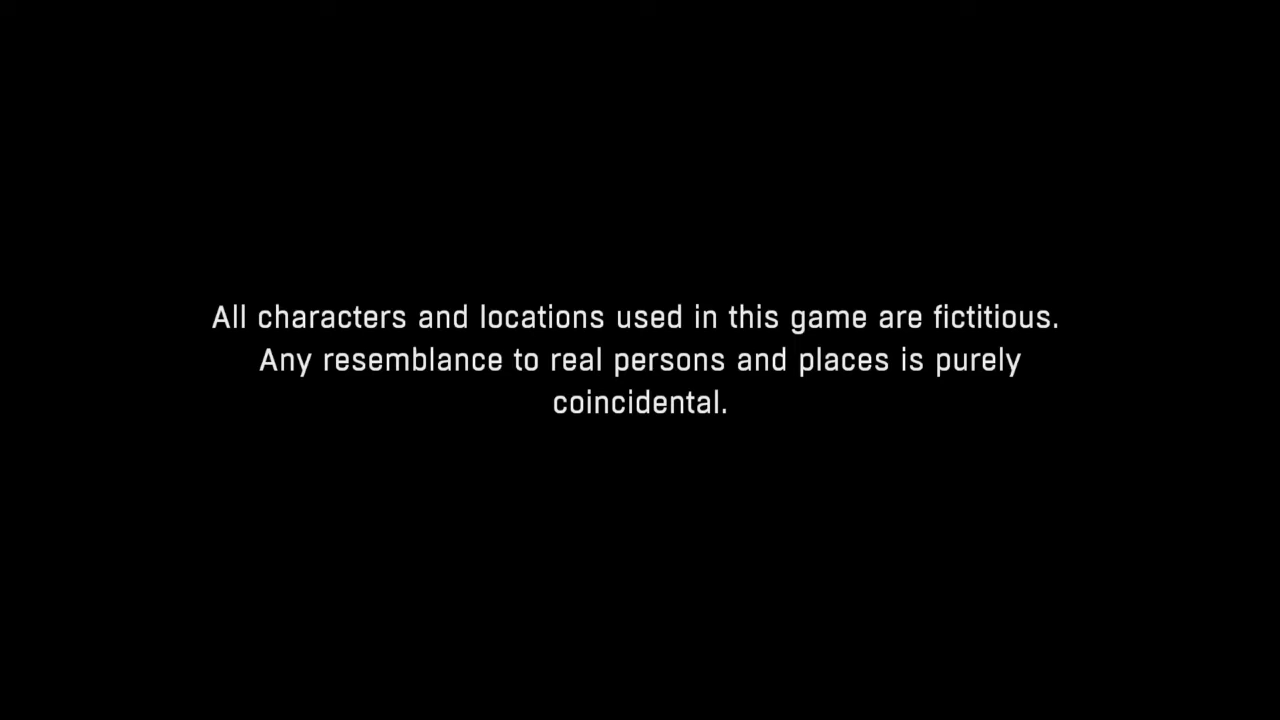 All characters and locations used in this game are fictitious.
Any resemblance to real persons and places is purely
coincidental.